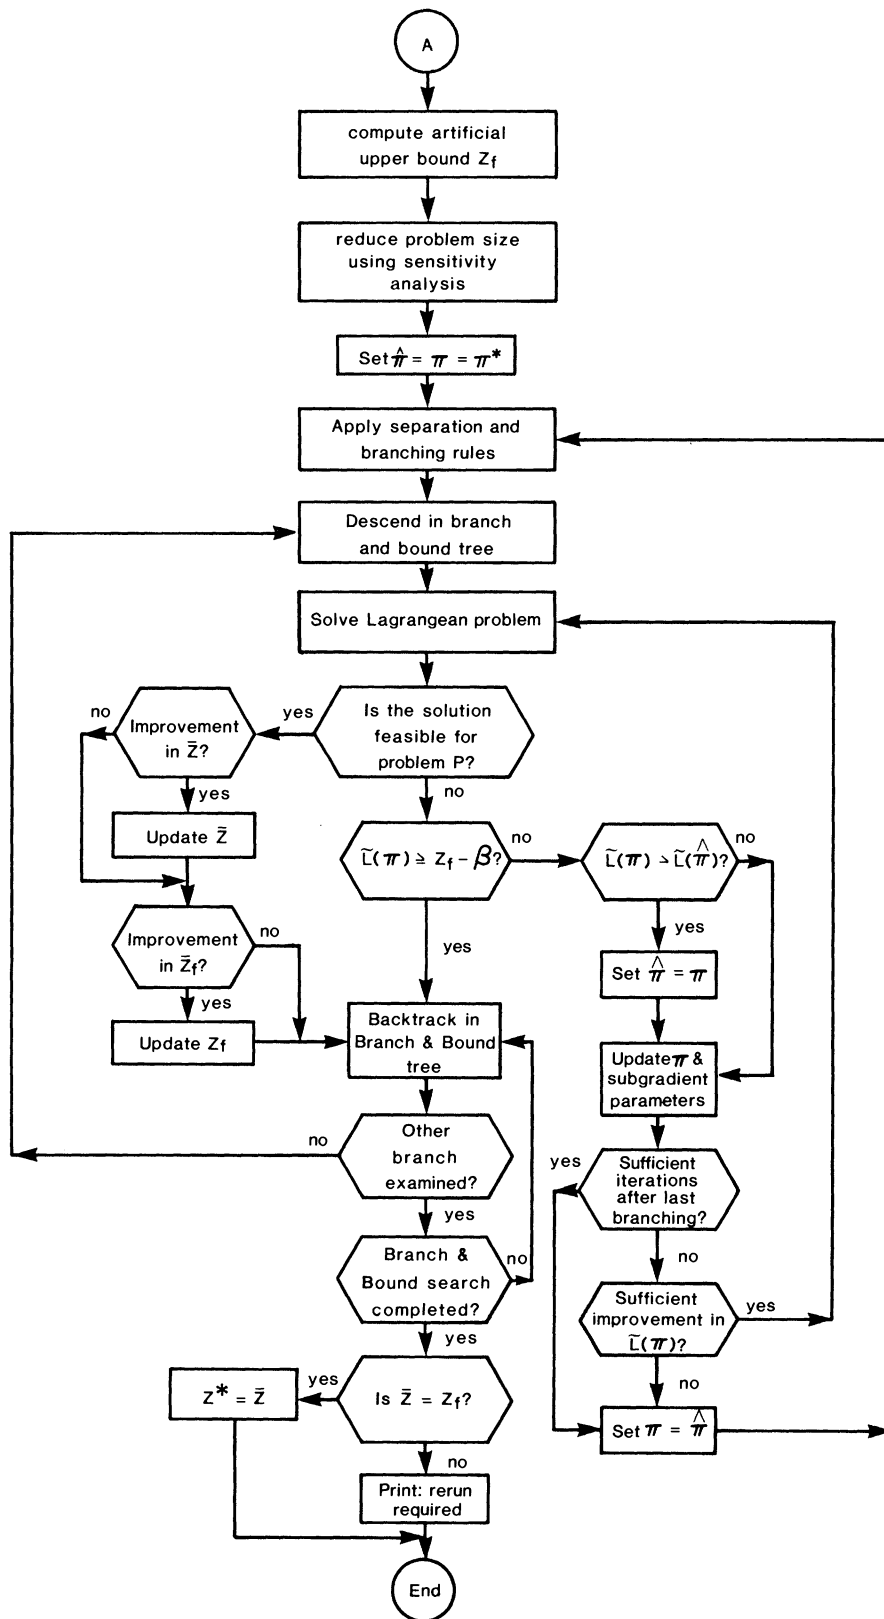 A
compute artificial
upper bound Zf
reduce problem size
using sensitivity
analysis
Set π̂ = π = π*
Apply separation and
branching rules
Descend in branch
and bound tree
Solve Lagrangean problem
Is the solution
feasible for
problem P?
yes
no
Improvement
in Z̄?
no
yes
Update Z̄
Improvement
in Z̄f?
no
yes
Update Zf
L̃(π) ≥ Zf – β?
no
yes
L̃(π) > L̃(π̂)?
no
yes
Set π̂ = π
Update π &
subgradient
parameters
Backtrack in
Branch & Bound
tree
Other
branch
examined?
no
yes
Sufficient
iterations
after last
branching?
yes
no
Branch &
Bound search
completed?
no
yes
Sufficient
improvement in
L̃(π)?
yes
no
Set π = π̂
Is Z̄ = Zf?
yes
no
Z* = Z̄
Print: rerun
required
End